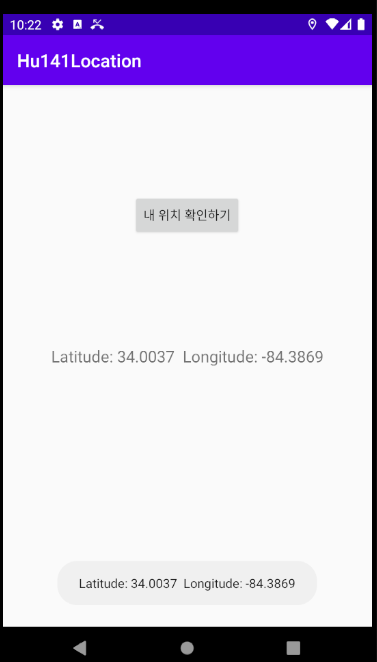 10:22
Hu141Location
내 위치 확인하기
Latitude: 34.0037  Longitude: -84.3869
Latitude: 34.0037  Longitude: -84.3869